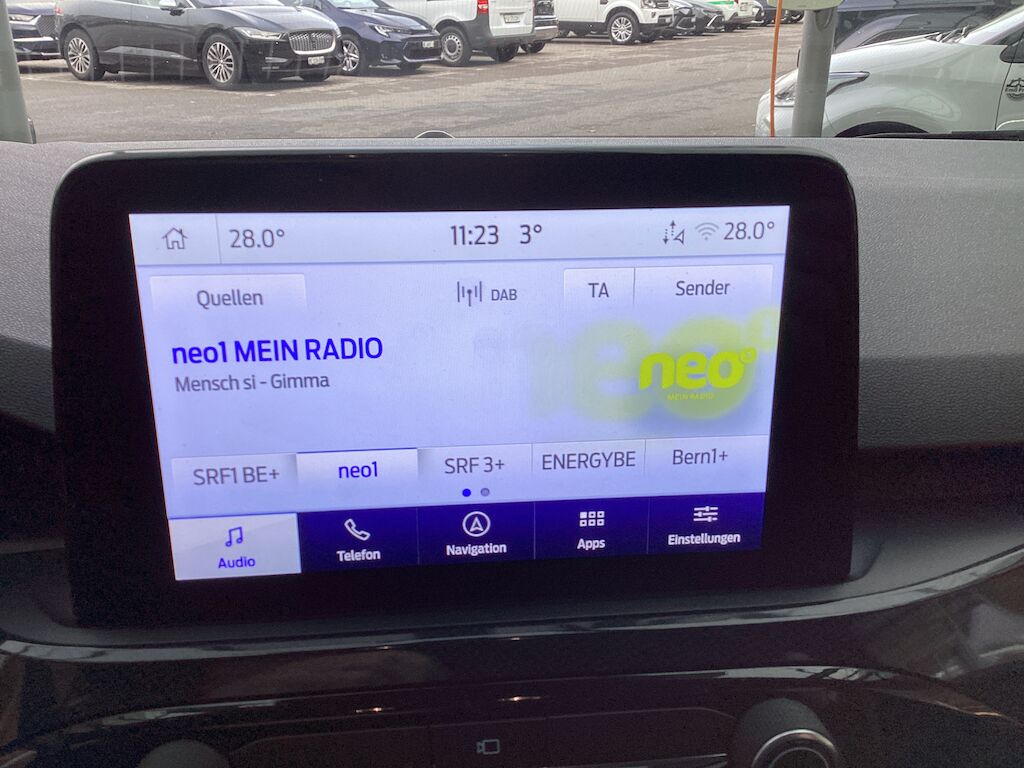 28.0° 11:23 3° 28.0°
Quellen DAB TA Sender
neo1 MEIN RADIO
Mensch si - Gimma
neo1
MEIN RADIO
SRF1 BE+ neo1 SRF 3+ ENERGYBE Bern1+
Audio Telefon Navigation Apps Einstellungen